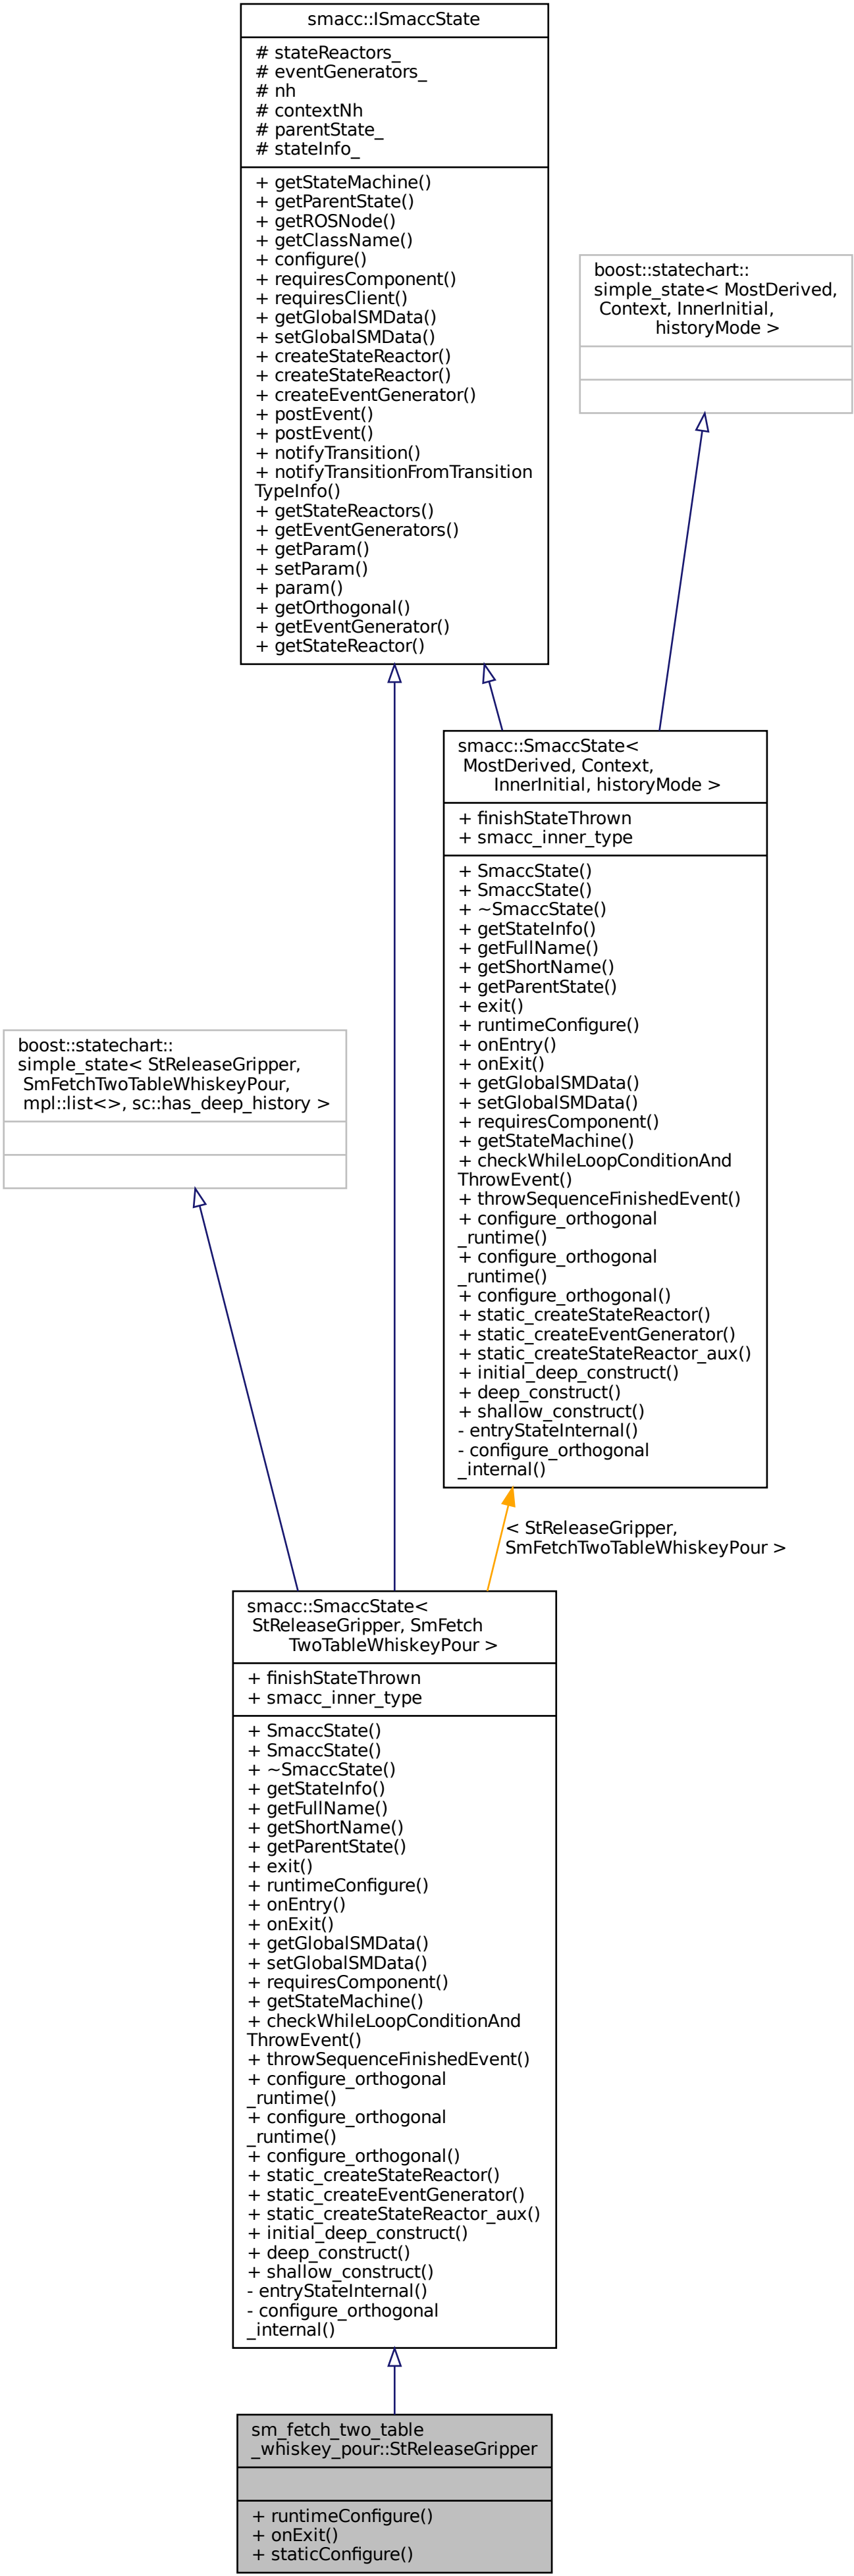 smacc::ISmaccState
# stateReactors_
# eventGenerators_
# nh
# contextNh
# parentState_
# stateInfo_
+ getStateMachine()
+ getParentState()
+ getROSNode()
+ getClassName()
+ configure()
+ requiresComponent()
+ requiresClient()
+ getGlobalSMData()
+ setGlobalSMData()
+ createStateReactor()
+ createStateReactor()
+ createEventGenerator()
+ postEvent()
+ postEvent()
+ notifyTransition()
+ notifyTransitionFromTransition
TypeInfo()
+ getStateReactors()
+ getEventGenerators()
+ getParam()
+ setParam()
+ param()
+ getOrthogonal()
+ getEventGenerator()
+ getStateReactor()
boost::statechart::
simple_state< MostDerived,
Context, InnerInitial,
historyMode >
smacc::SmaccState<
MostDerived, Context,
InnerInitial, historyMode >
+ finishStateThrown
+ smacc_inner_type
+ SmaccState()
+ SmaccState()
+ ~SmaccState()
+ getStateInfo()
+ getFullName()
+ getShortName()
+ getParentState()
+ exit()
+ runtimeConfigure()
+ onEntry()
+ onExit()
+ getGlobalSMData()
+ setGlobalSMData()
+ requiresComponent()
+ getStateMachine()
+ checkWhileLoopConditionAnd
ThrowEvent()
+ throwSequenceFinishedEvent()
+ configure_orthogonal
_runtime()
+ configure_orthogonal
_runtime()
+ configure_orthogonal()
+ static_createStateReactor()
+ static_createEventGenerator()
+ static_createStateReactor_aux()
+ initial_deep_construct()
+ deep_construct()
+ shallow_construct()
- entryStateInternal()
- configure_orthogonal
_internal()
boost::statechart::
simple_state< StReleaseGripper,
SmFetchTwoTableWhiskeyPour,
mpl::list<>, sc::has_deep_history >
< StReleaseGripper,
SmFetchTwoTableWhiskeyPour >
smacc::SmaccState<
StReleaseGripper, SmFetch
TwoTableWhiskeyPour >
+ finishStateThrown
+ smacc_inner_type
+ SmaccState()
+ SmaccState()
+ ~SmaccState()
+ getStateInfo()
+ getFullName()
+ getShortName()
+ getParentState()
+ exit()
+ runtimeConfigure()
+ onEntry()
+ onExit()
+ getGlobalSMData()
+ setGlobalSMData()
+ requiresComponent()
+ getStateMachine()
+ checkWhileLoopConditionAnd
ThrowEvent()
+ throwSequenceFinishedEvent()
+ configure_orthogonal
_runtime()
+ configure_orthogonal
_runtime()
+ configure_orthogonal()
+ static_createStateReactor()
+ static_createEventGenerator()
+ static_createStateReactor_aux()
+ initial_deep_construct()
+ deep_construct()
+ shallow_construct()
- entryStateInternal()
- configure_orthogonal
_internal()
sm_fetch_two_table
_whiskey_pour::StReleaseGripper
+ runtimeConfigure()
+ onExit()
+ staticConfigure()